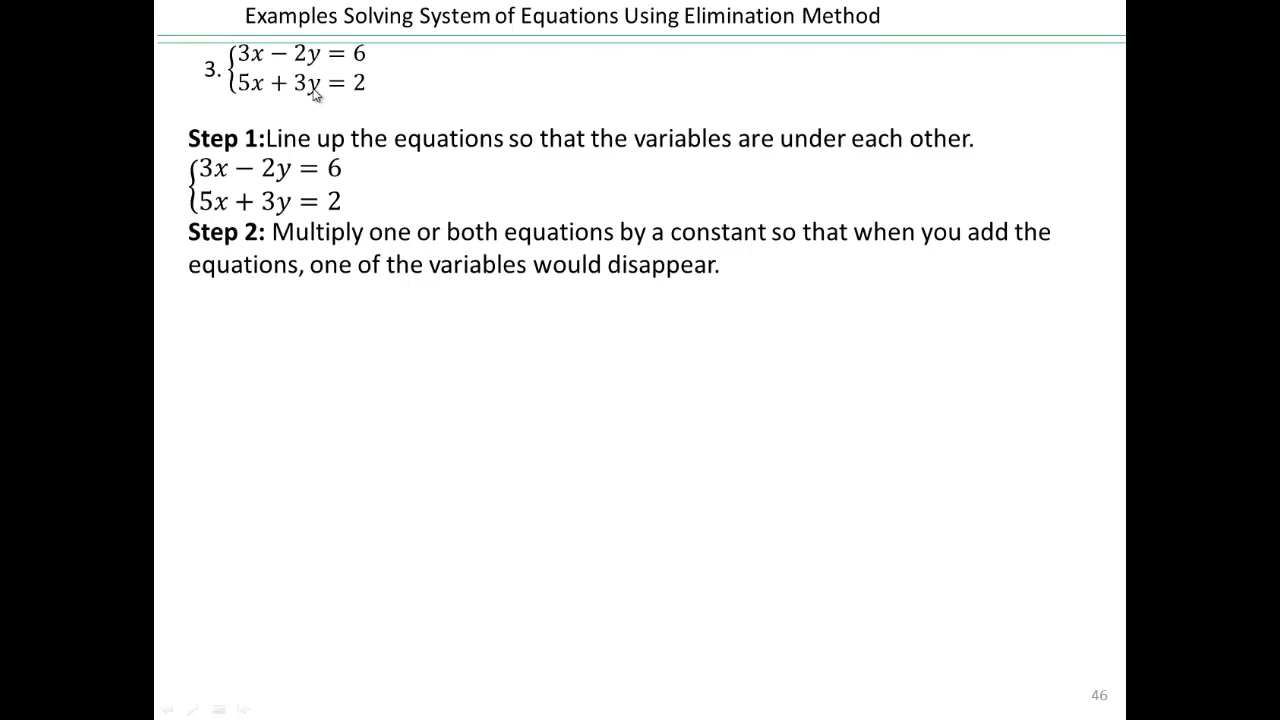 Examples Solving System of Equations Using Elimination Method
3. {3x − 2y = 6
{5x + 3y = 2
Step 1:Line up the equations so that the variables are under each other.
{3x − 2y = 6
{5x + 3y = 2
Step 2: Multiply one or both equations by a constant so that when you add the
equations, one of the variables would disappear.
46